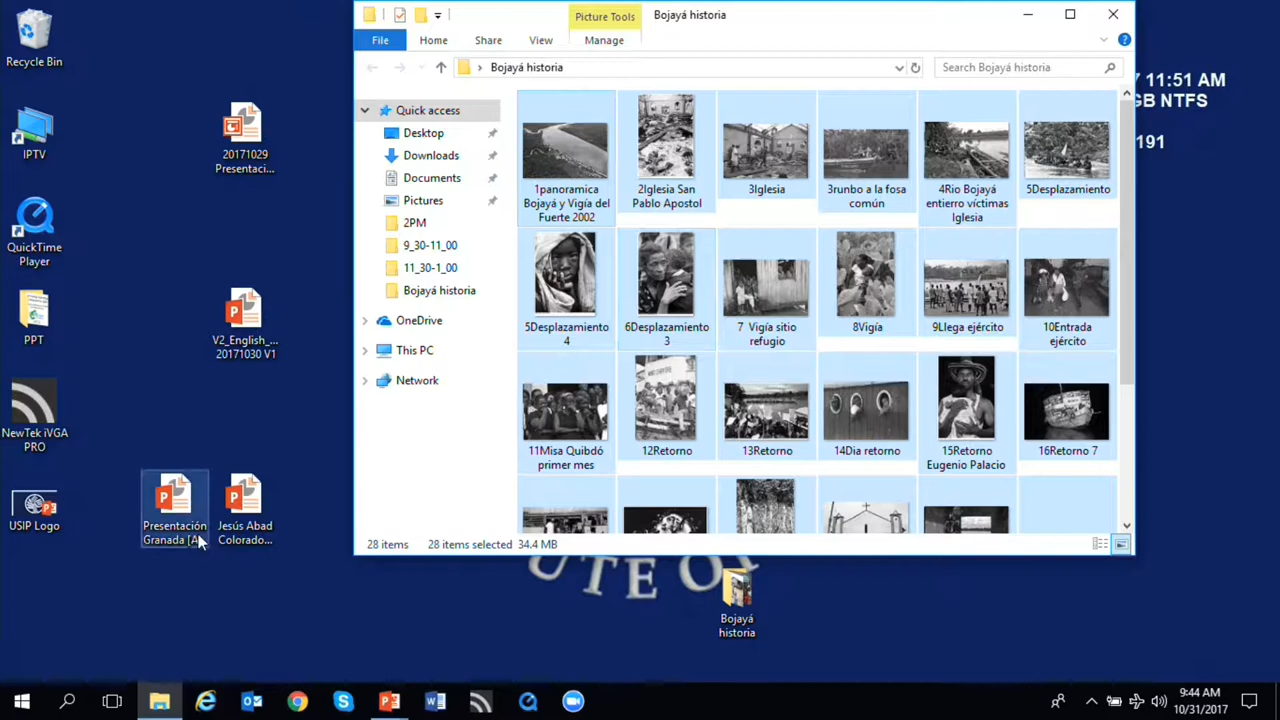 Recycle Bin
IPTV
QuickTime
Player
PPT
NewTek iVGA
PRO
USIP Logo
20171029
Presentaci...
V2_English_...
20171030 V1
Presentación
Granada [A
Jesús Abad
Colorado...
Picture Tools
Bojayá historia
File
Home
Share
View
Manage
Bojayá historia
Search Bojayá historia
Quick access
Desktop
Downloads
Documents
Pictures
2PM
9_30-11_00
11_30-1_00
Bojayá historia
OneDrive
This PC
Network
1panoramica
Bojayá y Vigía del
Fuerte 2002
2Iglesia San
Pablo Apostol
3Iglesia
3runbo a la fosa
común
4Rio Bojayá
entierro víctimas
Iglesia
5Desplazamiento
5Desplazamiento
4
6Desplazamiento
3
7 Vigía sitio
refugio
8Vigía
9Llega ejército
10Entrada
ejército
11Misa Quibdó
primer mes
12Retorno
13Retorno
14Dia retorno
15Retorno
Eugenio Palacio
16Retorno 7
28 items
28 items selected 34.4 MB
11:51 AM
GB NTFS
191
UTE O
Bojayá
historia
9:44 AM
10/31/2017